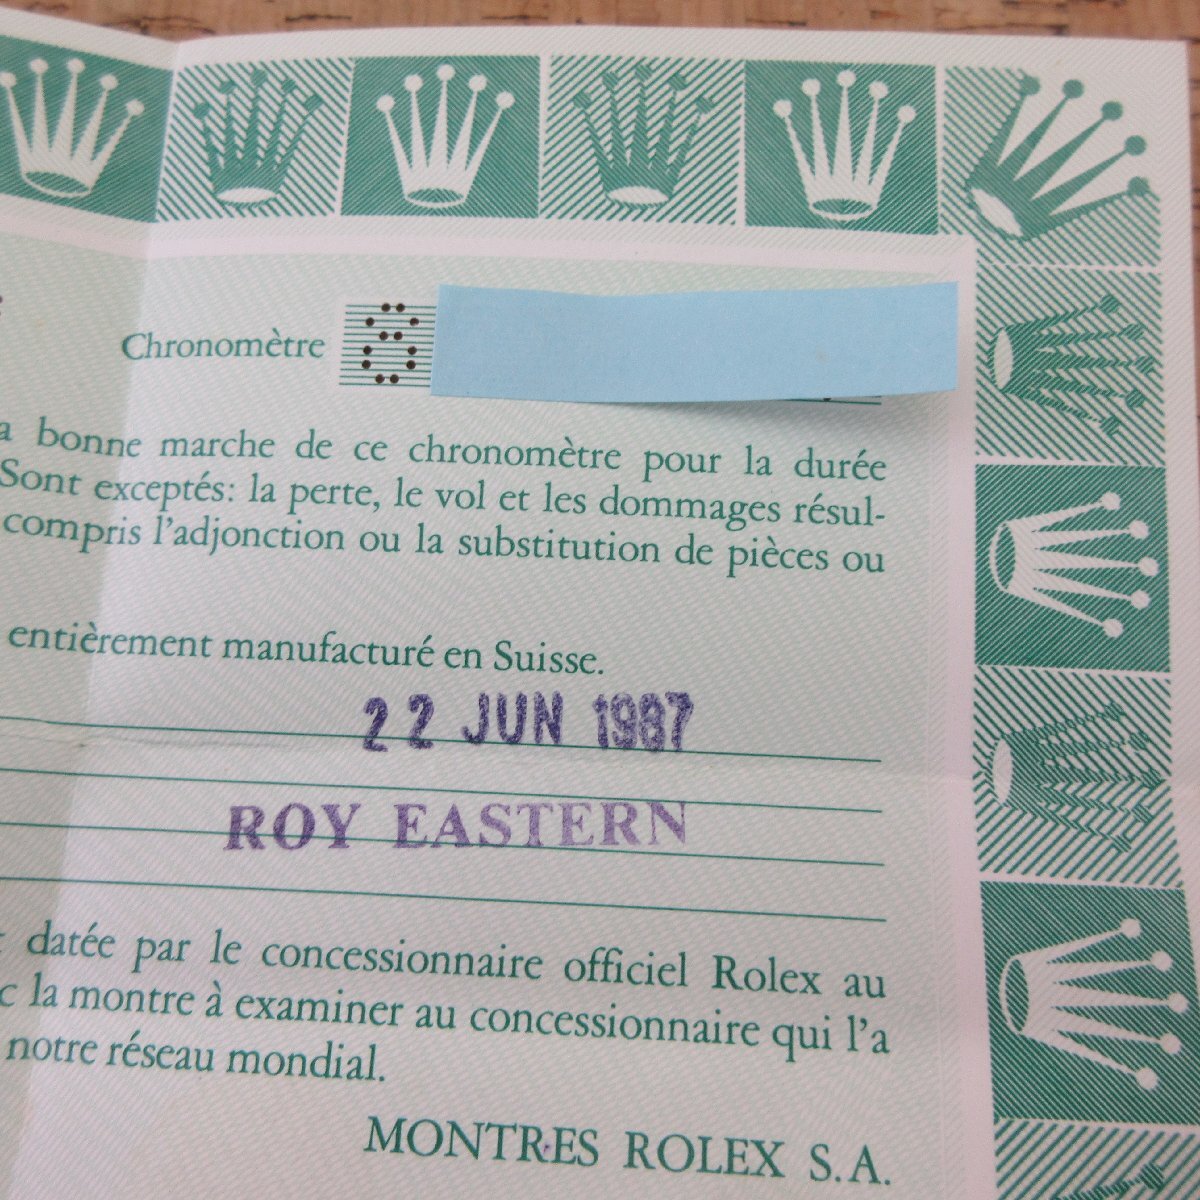 Chronomètre 8
bonne marche de ce chronomètre pour la durée
Sont exceptés: la perte, le vol et les dommages résul-
compris l'adjonction ou la substitution de pièces ou
entièrement manufacturé en Suisse.
22 JUN 1987
ROY EASTERN
datée par le concessionnaire officiel Rolex au
la montre à examiner au concessionnaire qui l'a
notre réseau mondial.
MONTRES ROLEX S.A.